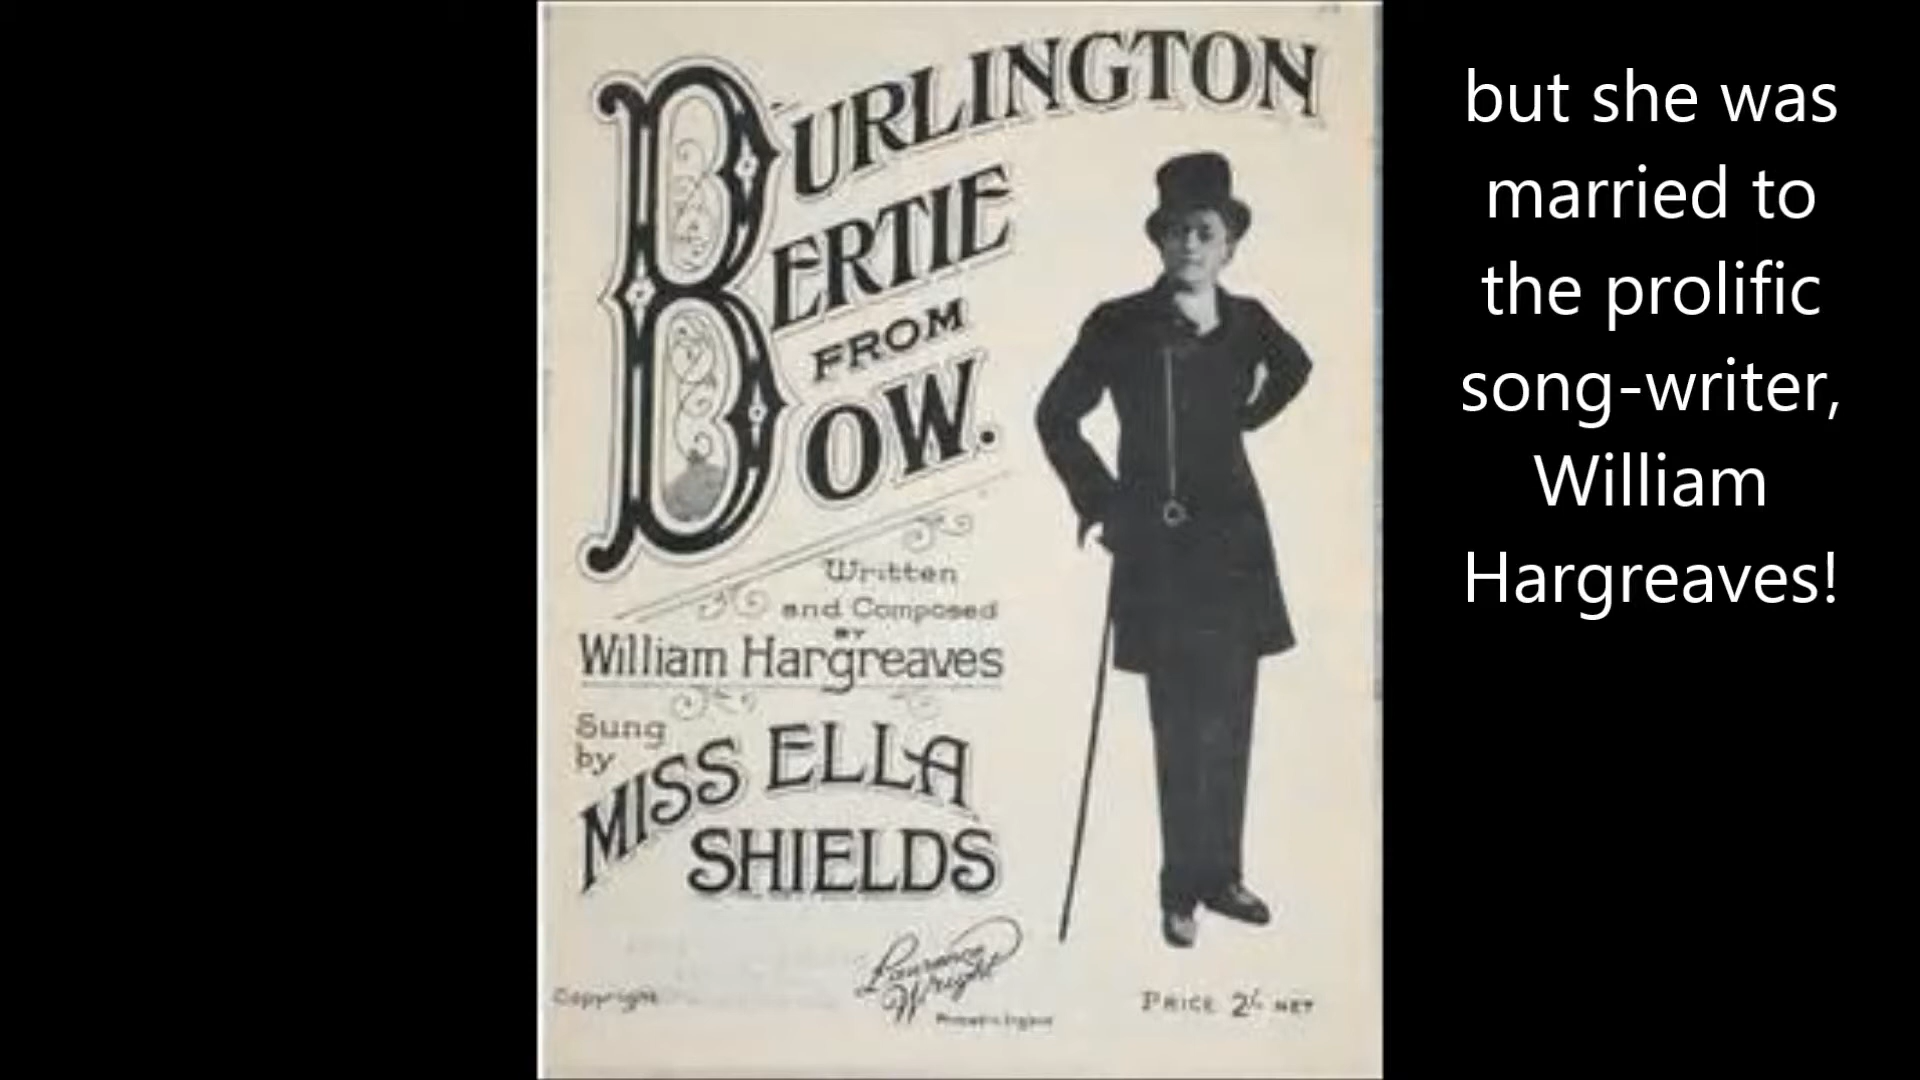 BURLINGTON
BERTIE
FROM
BOW.
Written
and Composed
BY
William Hargreaves
Sung
by
MISS ELLA
SHIELDS
Copyright
Lawrence
Wright
PRICE 2/- NET
but she was
married to
the prolific
song-writer,
William
Hargreaves!